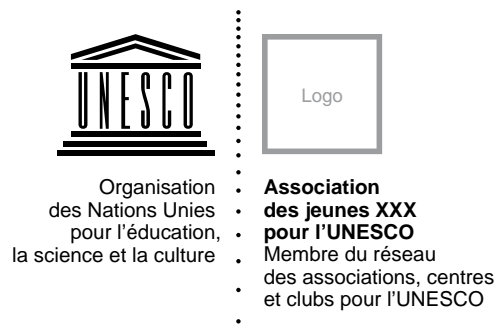 UNESCO
Logo
Organisation
des Nations Unies
pour l'éducation,
la science et la culture
Association
des jeunes XXX
pour l'UNESCO
Membre du réseau
des associations, centres
et clubs pour l'UNESCO